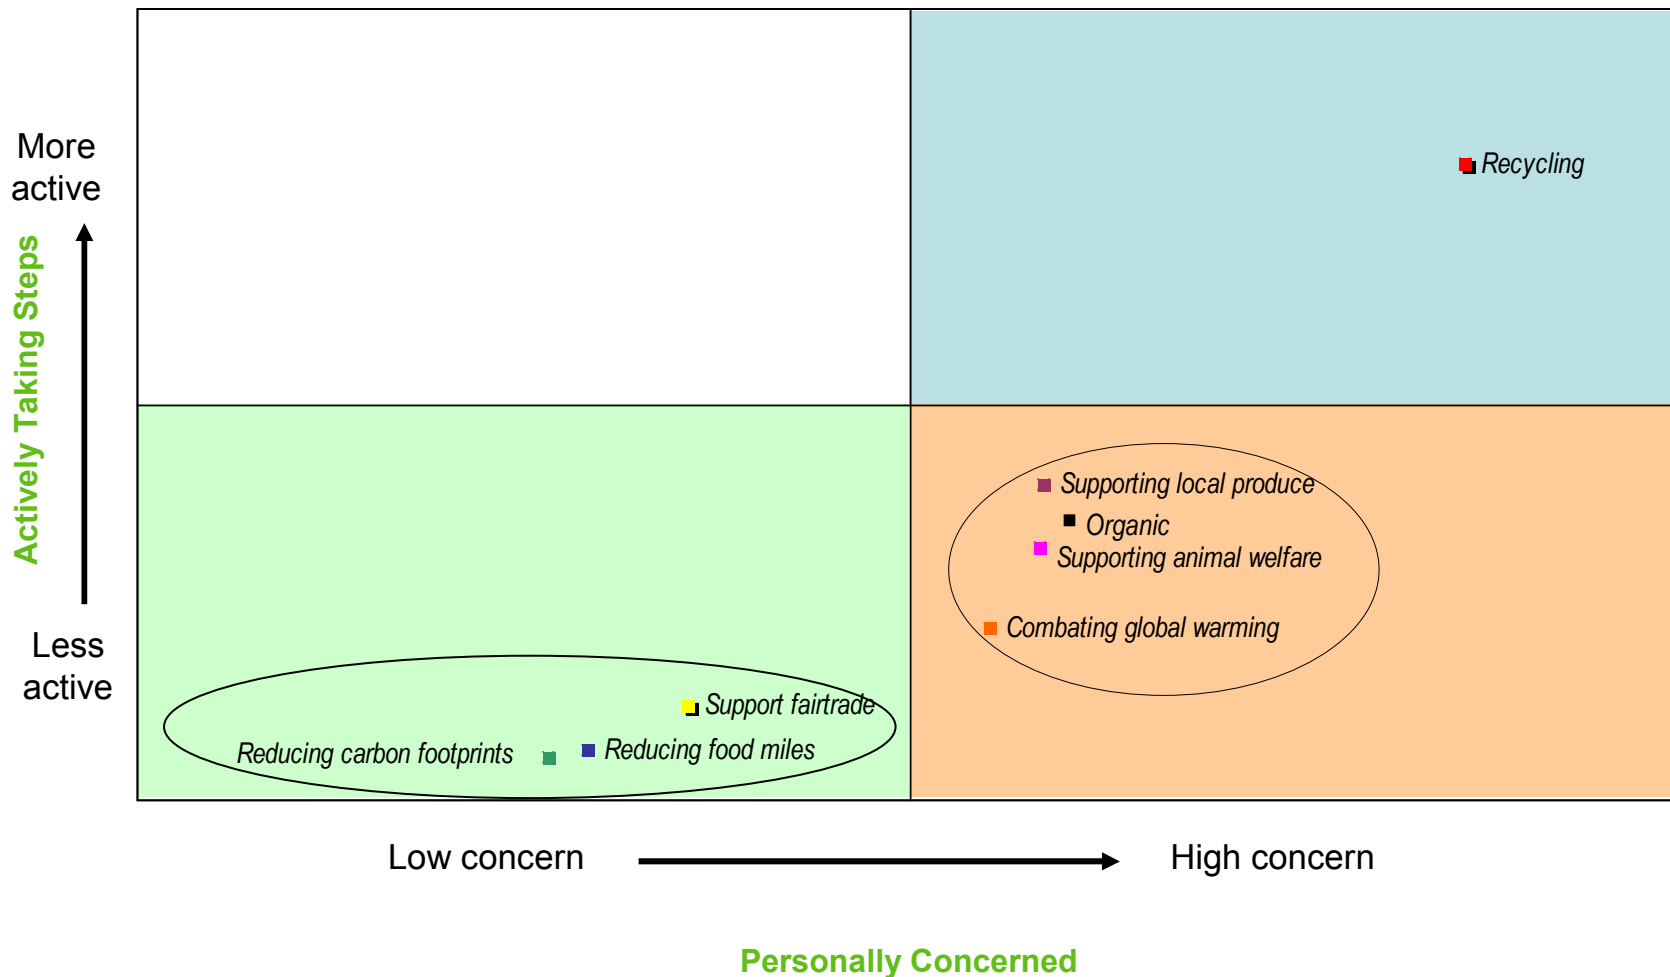 More
active
Actively Taking Steps
Less
active
Recycling
Supporting local produce
Organic
Supporting animal welfare
Combating global warming
Support fairtrade
Reducing carbon footprints
Reducing food miles
Low concern
High concern
Personally Concerned